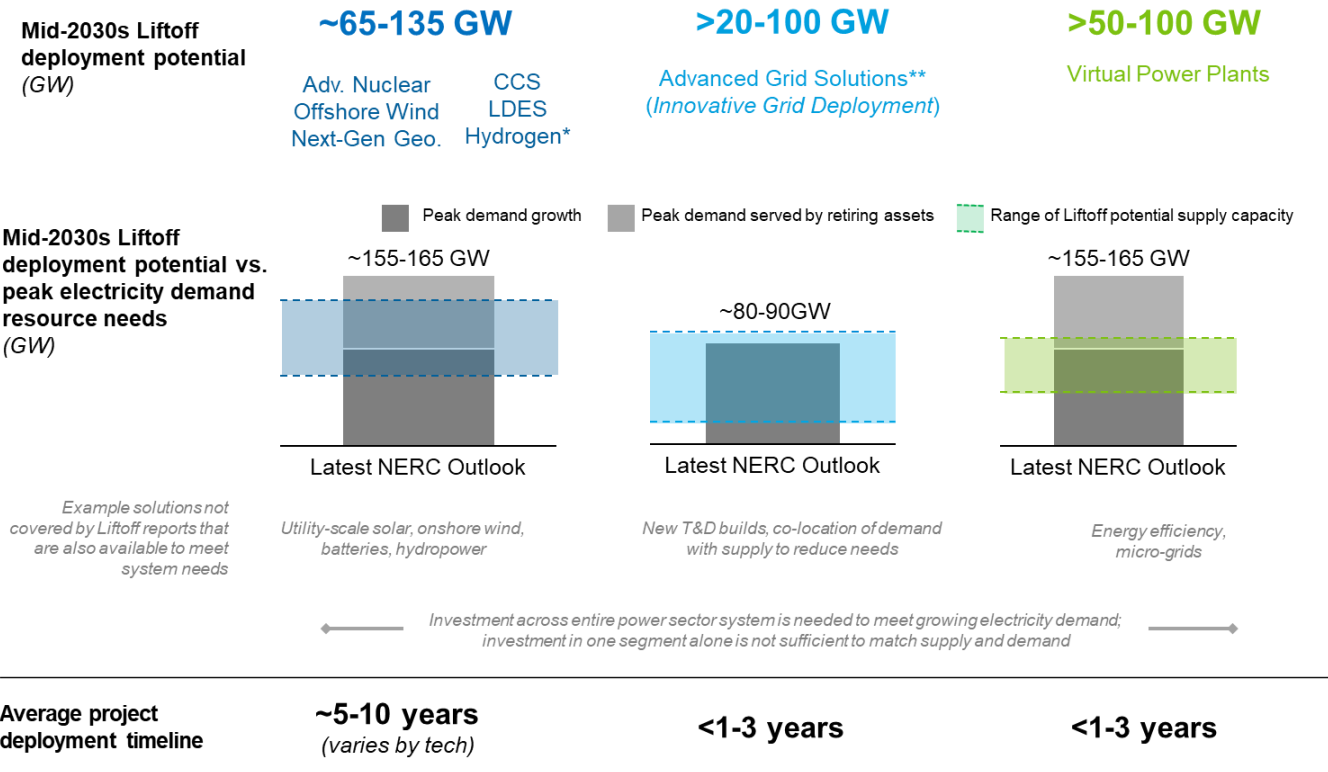 Mid-2030s Liftoff
deployment potential
(GW)
~65-135 GW
Adv. Nuclear
Offshore Wind
Next-Gen Geo.
CCS
LDES
Hydrogen*
>20-100 GW
Advanced Grid Solutions**
(Innovative Grid Deployment)
>50-100 GW
Virtual Power Plants
Peak demand growth
Peak demand served by retiring assets
Range of Liftoff potential supply capacity
Mid-2030s Liftoff
deployment potential vs.
peak electricity demand
resource needs
(GW)
~155-165 GW
Latest NERC Outlook
~80-90GW
Latest NERC Outlook
~155-165 GW
Latest NERC Outlook
Example solutions not
covered by Liftoff reports that
are also available to meet
system needs
Utility-scale solar, onshore wind,
batteries, hydropower
New T&D builds, co-location of demand
with supply to reduce needs
Energy efficiency,
micro-grids
Investment across entire power sector system is needed to meet growing electricity demand;
investment in one segment alone is not sufficient to match supply and demand
Average project
deployment timeline
~5-10 years
(varies by tech)
<1-3 years
<1-3 years